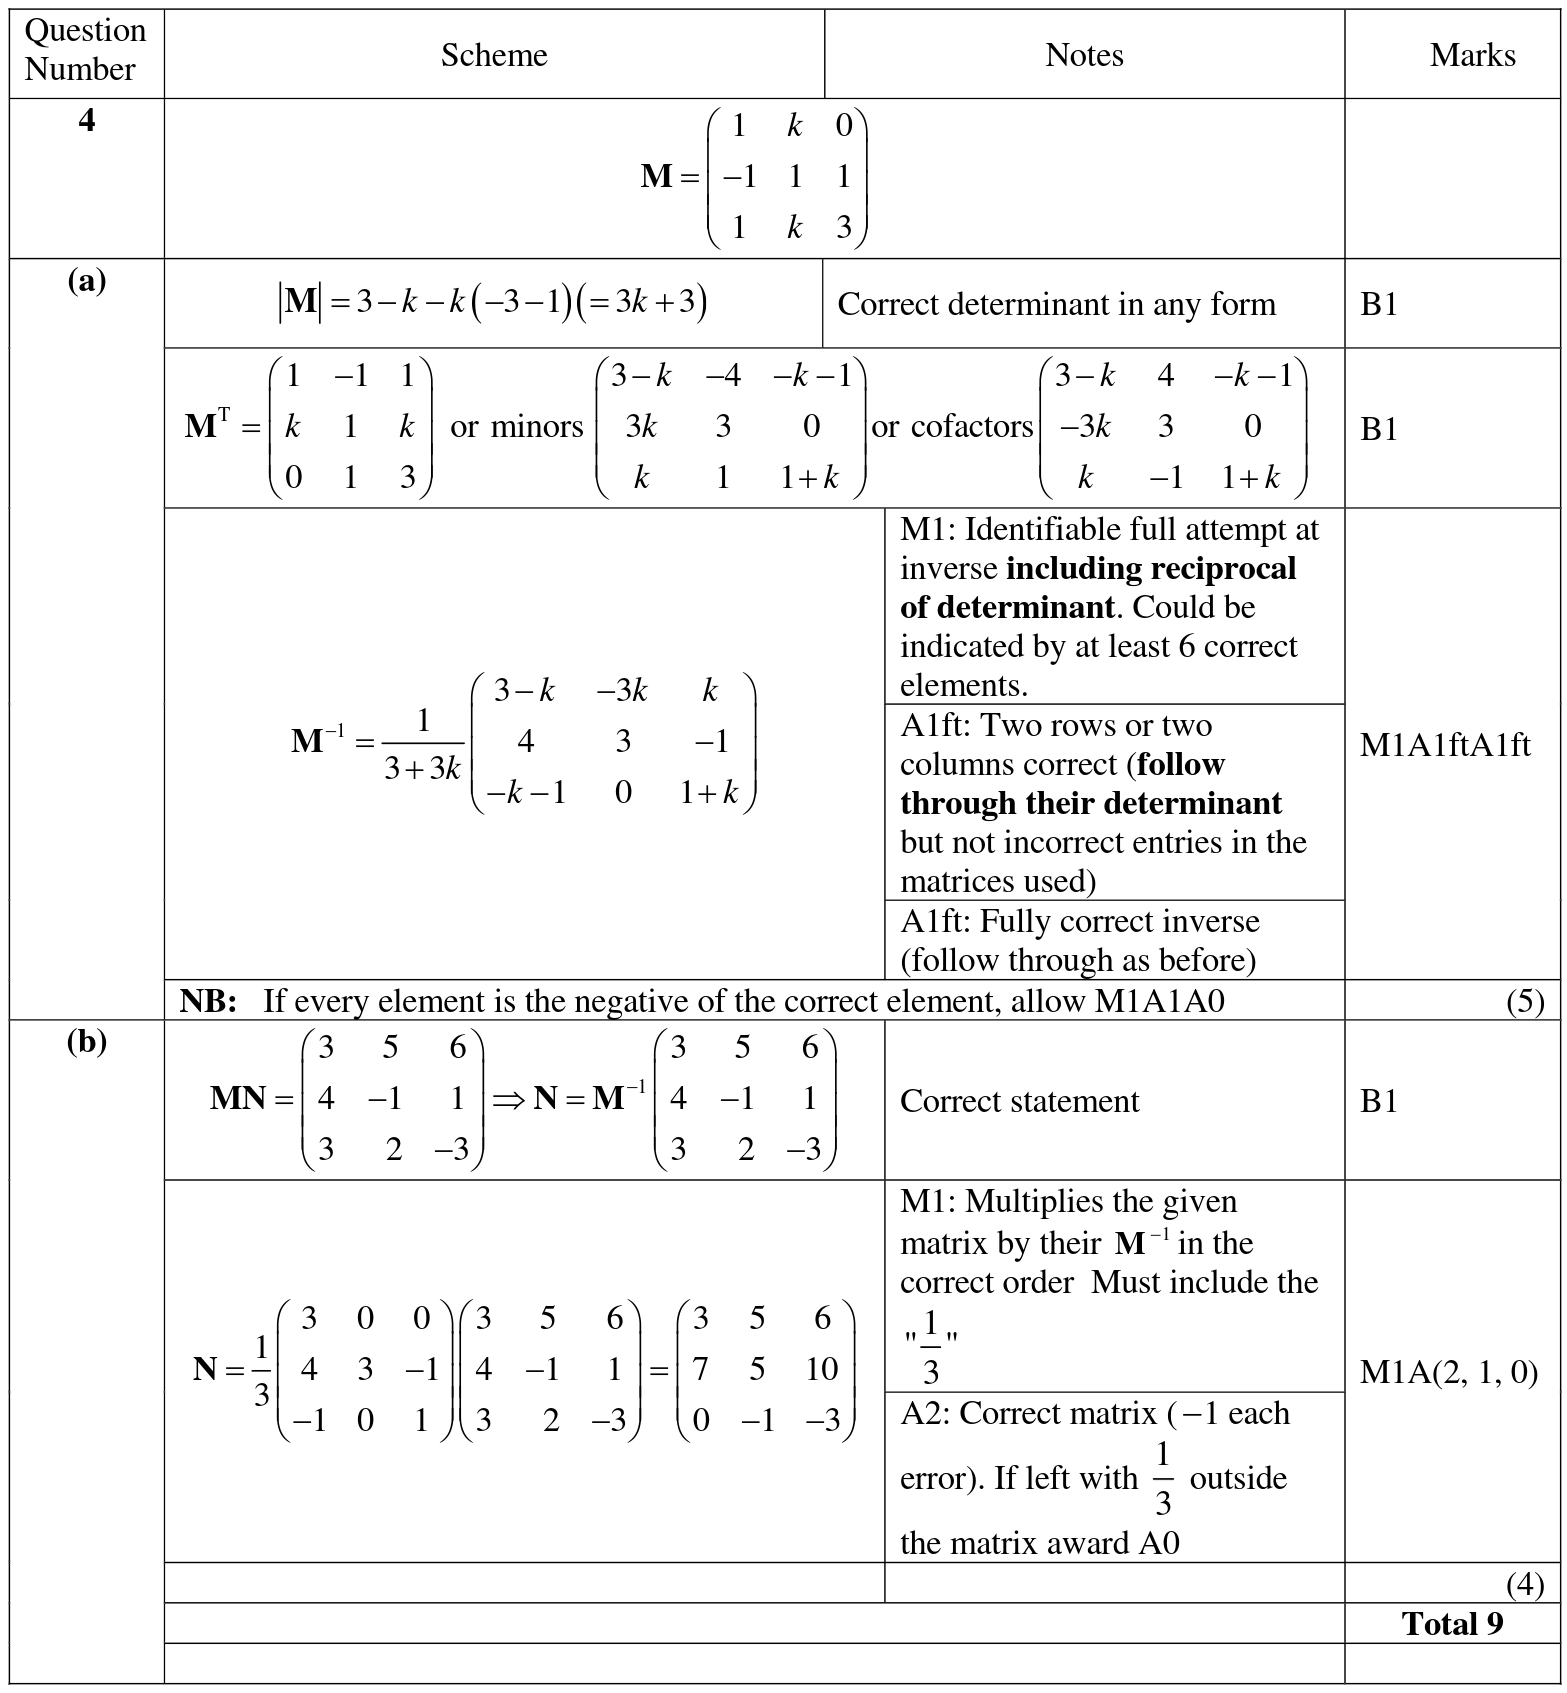 Question Number	Scheme	Notes	Marks
4	M = \begin{pmatrix} 1 & k & 0 \\ -1 & 1 & 1 \\ 1 & k & 3 \end{pmatrix}
(a)	|M| = 3 − k − k(−3 − 1)(= 3k + 3)	Correct determinant in any form	B1
M^T = \begin{pmatrix} 1 & -1 & 1 \\ k & 1 & k \\ 0 & 1 & 3 \end{pmatrix} or minors \begin{pmatrix} 3-k & -4 & -k-1 \\ 3k & 3 & 0 \\ k & 1 & 1+k \end{pmatrix} or cofactors \begin{pmatrix} 3-k & 4 & -k-1 \\ -3k & 3 & 0 \\ k & -1 & 1+k \end{pmatrix}	B1
M^{-1} = \frac{1}{3+3k} \begin{pmatrix} 3-k & -3k & k \\ 4 & 3 & -1 \\ -k-1 & 0 & 1+k \end{pmatrix}
M1: Identifiable full attempt at
inverse including reciprocal
of determinant. Could be
indicated by at least 6 correct
elements.
A1ft: Two rows or two
columns correct (follow
through their determinant
but not incorrect entries in the
matrices used)
A1ft: Fully correct inverse
(follow through as before)
M1A1ftA1ft
NB: If every element is the negative of the correct element, allow M1A1A0	(5)
(b)	MN = \begin{pmatrix} 3 & 5 & 6 \\ 4 & -1 & 1 \\ 3 & 2 & -3 \end{pmatrix} ⇒ N = M^{-1} \begin{pmatrix} 3 & 5 & 6 \\ 4 & -1 & 1 \\ 3 & 2 & -3 \end{pmatrix}	Correct statement	B1
N = \frac{1}{3} \begin{pmatrix} 3 & 0 & 0 \\ 4 & 3 & -1 \\ -1 & 0 & 1 \end{pmatrix} \begin{pmatrix} 3 & 5 & 6 \\ 4 & -1 & 1 \\ 3 & 2 & -3 \end{pmatrix} = \begin{pmatrix} 3 & 5 & 6 \\ 7 & 5 & 10 \\ 0 & -1 & -3 \end{pmatrix}
M1: Multiplies the given
matrix by their M^{-1} in the
correct order Must include the
"\frac{1}{3}"
A2: Correct matrix (−1 each
error). If left with \frac{1}{3} outside
the matrix award A0
M1A(2, 1, 0)
(4)
Total 9